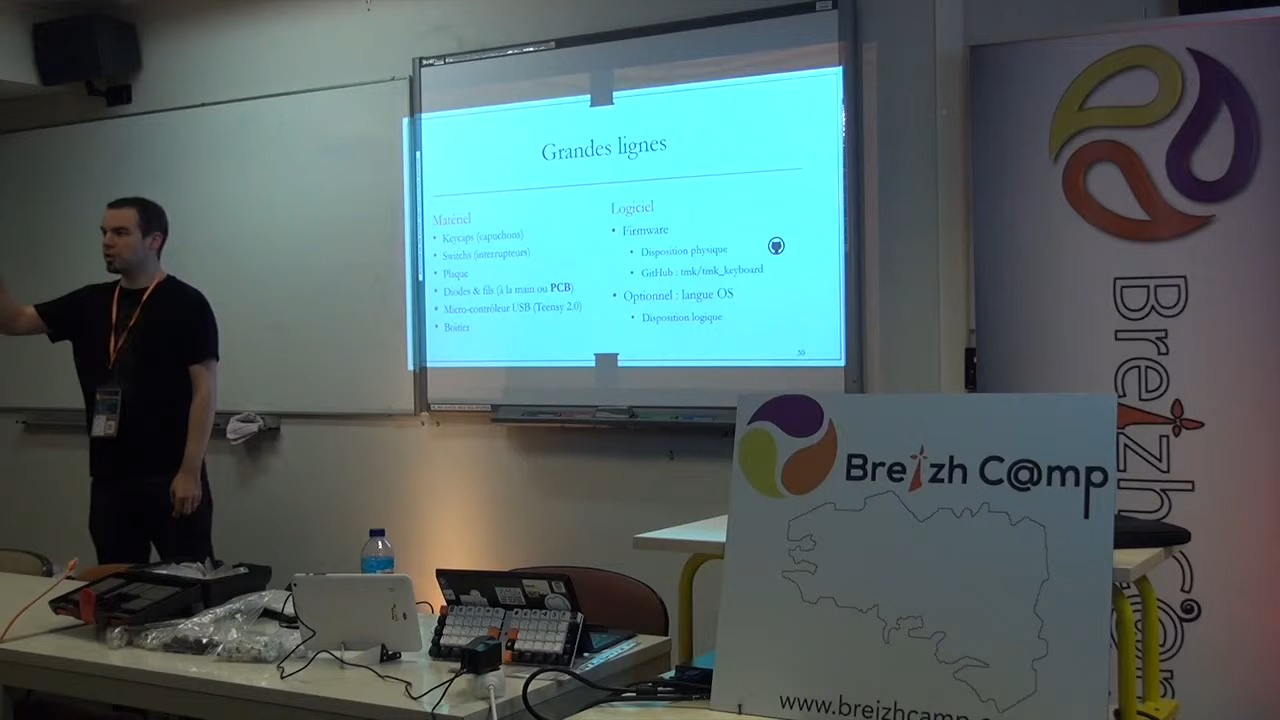 Grandes lignes
Matériel
• Keycaps (capuchons)
• Switchs (interrupteurs)
• Plaque
• Diodes & fils (à la main ou PCB)
• Micro-contrôleur USB (Teensy 2.0)
• Boitier
Logiciel
• Firmware
• Disposition physique
• GitHub : tmk/tmk_keyboard
• Optionnel : langue OS
• Disposition logique
30
Breizh C@mp
www.breizhcamp
Breizh C@m